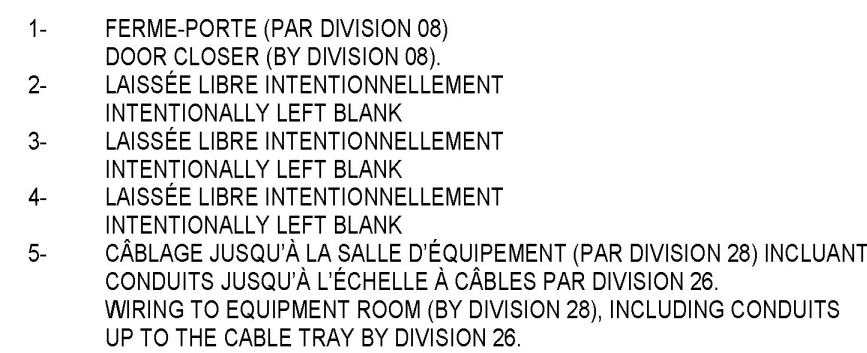 1- FERME-PORTE (PAR DIVISION 08)
DOOR CLOSER (BY DIVISION 08).
2- LAISSÉE LIBRE INTENTIONNELLEMENT
INTENTIONALLY LEFT BLANK
3- LAISSÉE LIBRE INTENTIONNELLEMENT
INTENTIONALLY LEFT BLANK
4- LAISSÉE LIBRE INTENTIONNELLEMENT
INTENTIONALLY LEFT BLANK
5- CÂBLAGE JUSQU'À LA SALLE D'ÉQUIPEMENT (PAR DIVISION 28) INCLUANT
CONDUITS JUSQU'À L'ÉCHELLE À CÂBLES PAR DIVISION 26.
WIRING TO EQUIPMENT ROOM (BY DIVISION 28), INCLUDING CONDUITS
UP TO THE CABLE TRAY BY DIVISION 26.